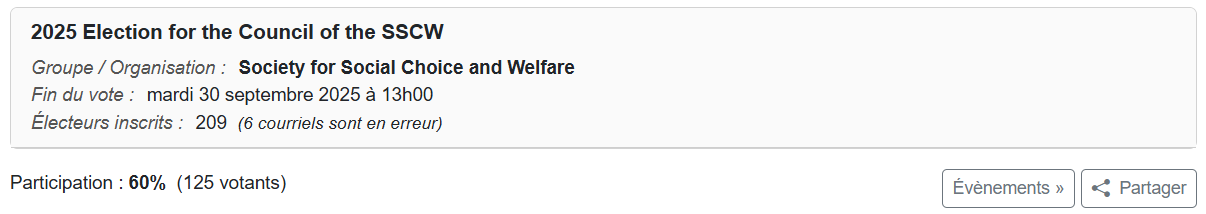 2025 Election for the Council of the SSCW
Groupe / Organisation : Society for Social Choice and Welfare
Fin du vote : mardi 30 septembre 2025 à 13h00
Électeurs inscrits : 209 (6 courriels sont en erreur)
Participation : 60% (125 votants)
Évènements »
Partager